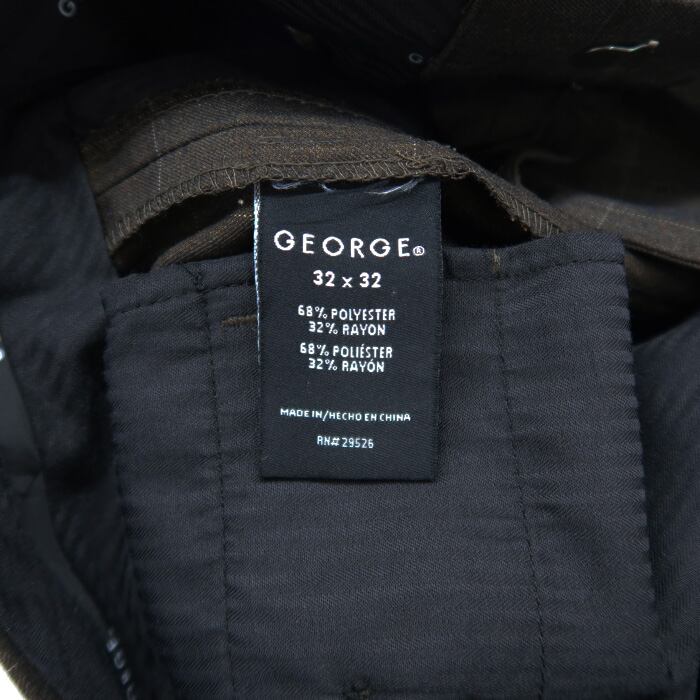 GEORGE®
32 x 32
68% POLYESTER
32% RAYON
68% POLIÉSTER
32% RAYÓN
MADE IN/HECHO EN CHINA
RN# 29526